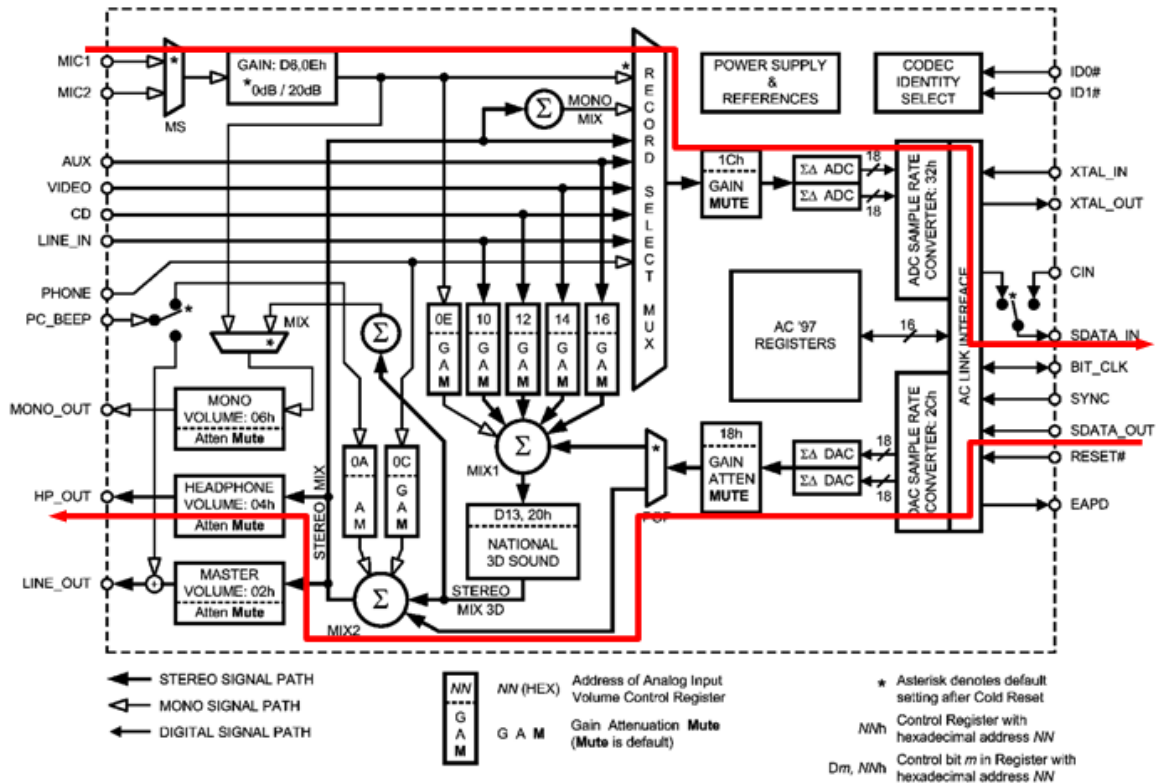 MIC1
MIC2
MS
GAIN: D6,0Eh
*0dB / 20dB
*
Σ
MONO
MIX
*
RECORD SELECT MUX
POWER SUPPLY
&
REFERENCES
CODEC
IDENTITY
SELECT
ID0#
ID1#
AUX
VIDEO
CD
LINE_IN
PHONE
PC_BEEP
*
1Ch
GAIN
MUTE
ΣΔ ADC
ΣΔ ADC
18
18
ADC SAMPLE RATE
CONVERTER: 32h
AC LINK INTERFACE
XTAL_IN
XTAL_OUT
CIN
*
SDATA_IN
BIT_CLK
SYNC
SDATA_OUT
RESET#
EAPD
MIX
*
Σ
0E
G
A
M
10
G
A
M
12
G
A
M
14
G
A
M
16
G
A
M
AC '97
REGISTERS
16
MONO_OUT
MONO
VOLUME: 06h
Atten Mute
HP_OUT
HEADPHONE
VOLUME: 04h
Atten Mute
LINE_OUT
+
MASTER
VOLUME: 02h
Atten Mute
STEREO MIX
0A
A
M
0C
G
A
M
Σ
MIX1
D13, 20h
NATIONAL
3D SOUND
STEREO
MIX 3D
Σ
MIX2
*
18h
GAIN
ATTEN
MUTE
ΣΔ DAC
ΣΔ DAC
18
18
DAC SAMPLE RATE
CONVERTER: 2Ch
STEREO SIGNAL PATH
MONO SIGNAL PATH
DIGITAL SIGNAL PATH
NN
G
A
M
NN (HEX)
Address of Analog Input
Volume Control Register
G A M
Gain Attenuation Mute
(Mute is default)
* Asterisk denotes default
setting after Cold Reset
NNh Control Register with
hexadecimal address NN
Dm, NNh Control bit m in Register with
hexadecimal address NN